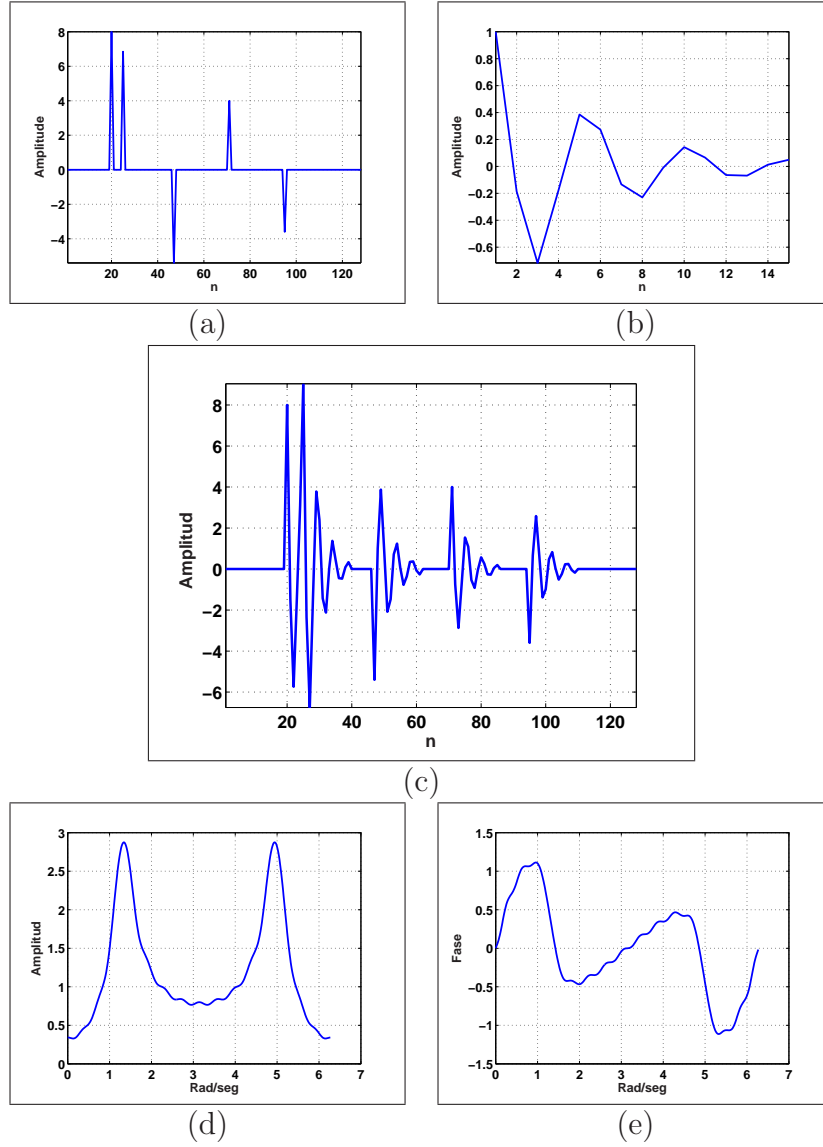 8
6
4
2
0
−2
−4
Amplitude
20 40 60 80 100 120
n
(a)
1
0.8
0.6
0.4
0.2
0
−0.2
−0.4
−0.6
Amplitude
2 4 6 8 10 12 14
n
(b)
8
6
4
2
0
−2
−4
−6
Amplitud
20 40 60 80 100 120
n
(c)
3
2.5
2
1.5
1
0.5
0
Amplitud
0 1 2 3 4 5 6 7
Rad/seg
(d)
1.5
1
0.5
0
−0.5
−1
−1.5
Fase
0 1 2 3 4 5 6 7
Rad/seg
(e)